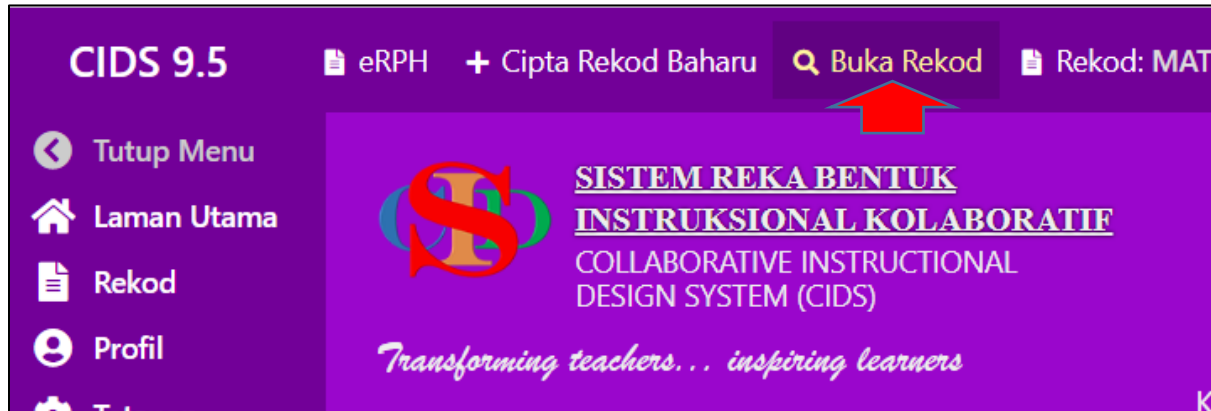 CIDS 9.5
eRPH
Cipta Rekod Baharu
Buka Rekod
Rekod: MAT
Tutup Menu
Laman Utama
Rekod
Profil
SISTEM REKA BENTUK
INSTRUKSIONAL KOLABORATIF
COLLABORATIVE INSTRUCTIONAL
DESIGN SYSTEM (CIDS)
Transforming teachers... inspiring learners
K